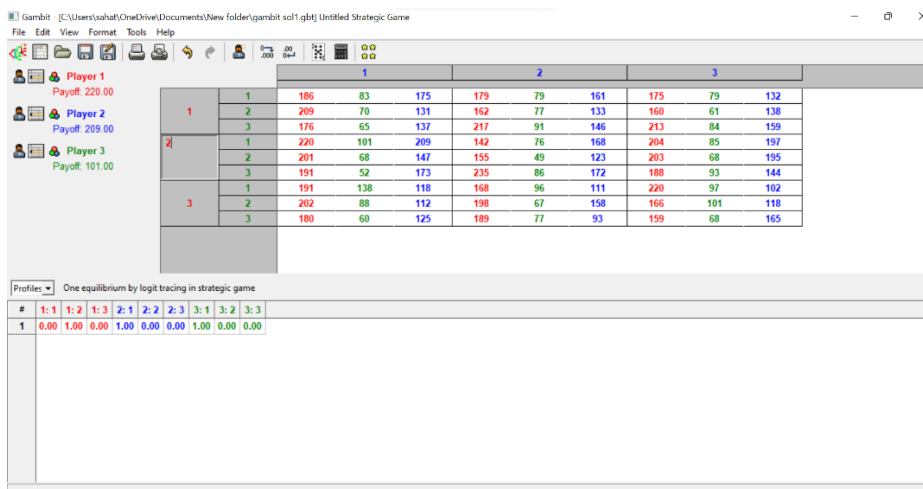 Gambit - [C:\Users\sahat\OneDrive\Documents\New folder\gambit sol1.gbt] Untitled Strategic Game
File Edit View Format Tools Help
Player 1
Payoff: 220.00
Player 2
Payoff: 209.00
Player 3
Payoff: 101.00
1 2 3
1 1 186 83 175 179 79 161 175 79 132
2 209 70 131 162 77 133 160 61 138
3 176 65 137 217 91 146 213 84 159
2 1 220 101 209 142 76 168 204 85 197
2 201 68 147 155 49 123 203 68 195
3 191 52 173 235 86 172 188 93 144
3 1 191 138 118 168 96 111 220 97 102
2 202 88 112 198 67 158 166 101 118
3 180 60 125 189 77 93 159 68 165
Profiles One equilibrium by logit tracing in strategic game
# 1: 1 1: 2 1: 3 2: 1 2: 2 2: 3 3: 1 3: 2 3: 3
1 0.00 1.00 0.00 1.00 0.00 0.00 1.00 0.00 0.00